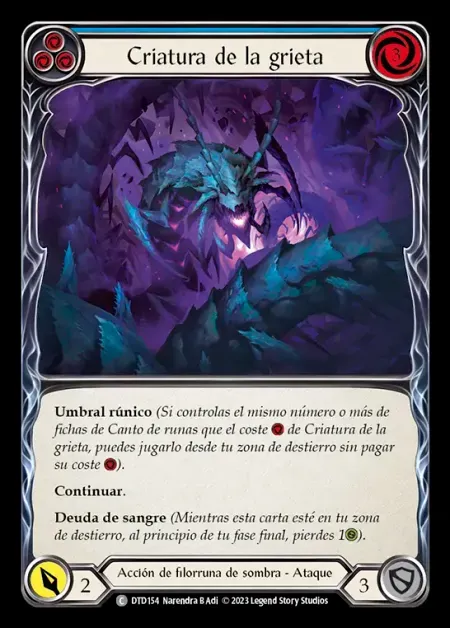 Criatura de la grieta
3
Umbral rúnico (Si controlas el mismo número o más de
fichas de Canto de runas que el coste de Criatura de la
grieta, puedes jugarlo desde tu zona de destierro sin pagar
su coste ).
Continuar.
Deuda de sangre (Mientras esta carta esté en tu zona
de destierro, al principio de tu fase final, pierdes 1 ).
2
Acción de filorruna de sombra - Ataque
3
C DTD154 Narendra B Adi © 2023 Legend Story Studios